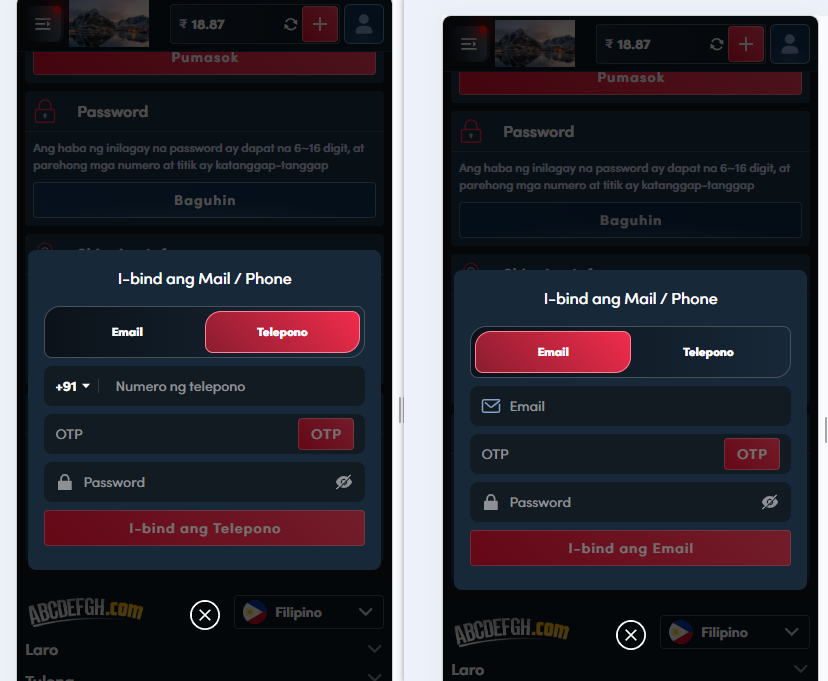 ₹ 18.87
Pumasok
Password
Ang haba ng inilagay na password ay dapat na 6~16 digit, at
parehong mga numero at titik ay katanggap-tanggap
Baguhin
I-bind ang Mail / Phone
Email
Telepono
+91
Numero ng telepono
OTP
OTP
Password
I-bind ang Telepono
ABCDEFGH.com
Filipino
Laro
₹ 18.87
Pumasok
Password
Ang haba ng inilagay na password ay dapat na 6~16 digit, at
parehong mga numero at titik ay katanggap-tanggap
Baguhin
I-bind ang Mail / Phone
Email
Telepono
Email
OTP
OTP
Password
I-bind ang Email
ABCDEFGH.com
Filipino
Laro